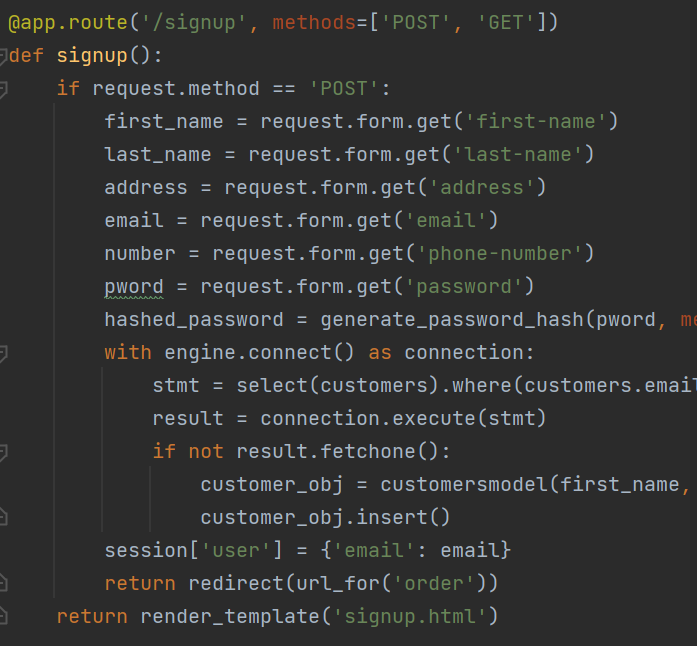 @app.route('/signup', methods=['POST', 'GET'])
def signup():
    if request.method == 'POST':
        first_name = request.form.get('first-name')
        last_name = request.form.get('last-name')
        address = request.form.get('address')
        email = request.form.get('email')
        number = request.form.get('phone-number')
        pword = request.form.get('password')
        hashed_password = generate_password_hash(pword, me
        with engine.connect() as connection:
            stmt = select(customers).where(customers.email
            result = connection.execute(stmt)
            if not result.fetchone():
                customer_obj = customersmodel(first_name,
                customer_obj.insert()
        session['user'] = {'email': email}
        return redirect(url_for('order'))
    return render_template('signup.html')